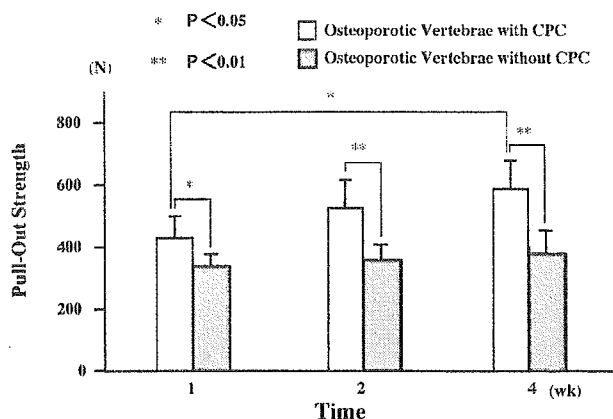 * P<0.05
** P<0.01
Osteoporotic Vertebrae with CPC
Osteoporotic Vertebrae without CPC
(N)
Pull-Out Strength
800
600
400
200
0
*
*
**
**
1 2 4 (wk)
Time